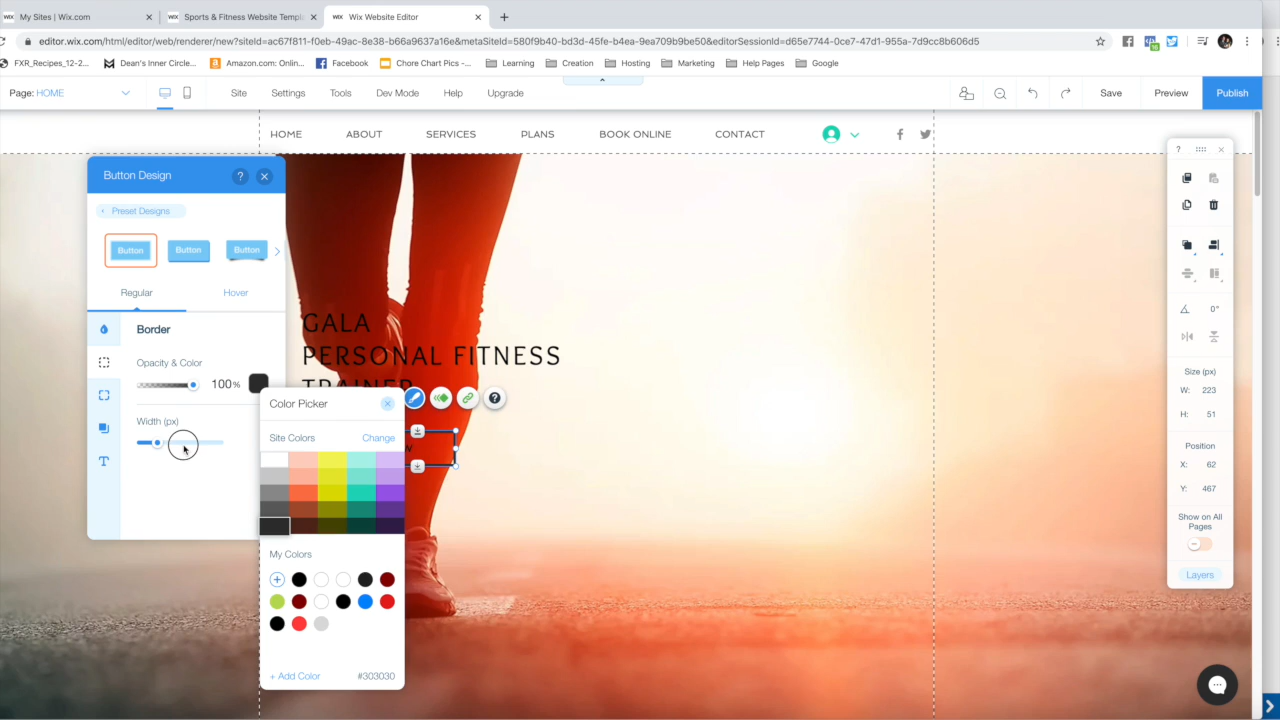 My Sites | Wix.com
Sports & Fitness Website Templ
Wix Website Editor
editor.wix.com/html/editor/web/renderer/new?siteId=ac67f811-f0eb-49ac-8e38-b66a9637a16e&metaSiteId=580f9b40-bd3d-45fe-b4ea-9ea709b9be50&editorSessionId=d65e7744-0ce7-47d1-955a-7d9cc8b606d5
FXR_Recipes_12-2...
Dean's Inner Circle...
Amazon.com: Onlin...
Facebook
Chore Chart Pics -...
Learning
Creation
Hosting
Marketing
Help Pages
Google
Page: HOME
Site
Settings
Tools
Dev Mode
Help
Upgrade
Save
Preview
Publish
HOME
ABOUT
SERVICES
PLANS
BOOK ONLINE
CONTACT
Button Design
Preset Designs
Button
Button
Button
Regular
Hover
Border
Opacity & Color
100%
Width (px)
GALA
PERSONAL FITNESS
TRAINER
Color Picker
Site Colors
Change
My Colors
+ Add Color
#303030
0°
Size (px)
W: 223
H: 51
Position
X: 62
Y: 467
Show on All
Pages
Layers